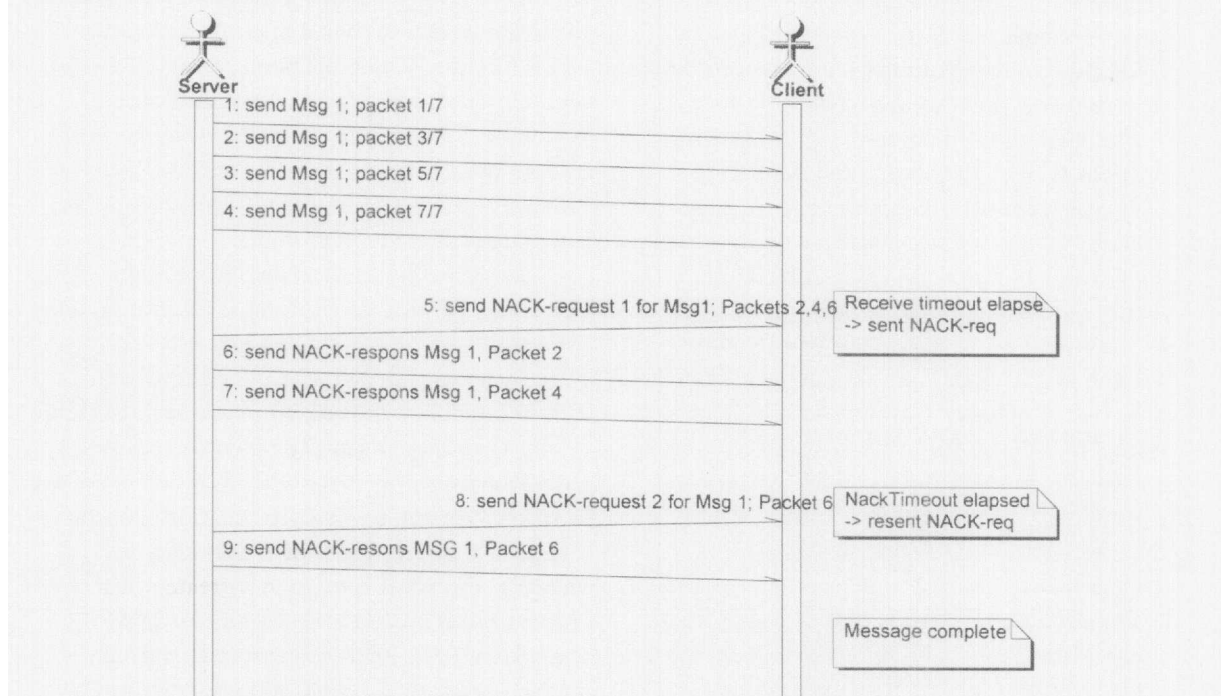 Server
Client
1: send Msg 1; packet 1/7
2: send Msg 1; packet 3/7
3: send Msg 1; packet 5/7
4: send Msg 1, packet 7/7
5: send NACK-request 1 for Msg1; Packets 2,4,6
Receive timeout elapse
-> sent NACK-req
6: send NACK-respons Msg 1, Packet 2
7: send NACK-respons Msg 1, Packet 4
8: send NACK-request 2 for Msg 1; Packet 6
NackTimeout elapsed
-> resent NACK-req
9: send NACK-resons MSG 1, Packet 6
Message complete